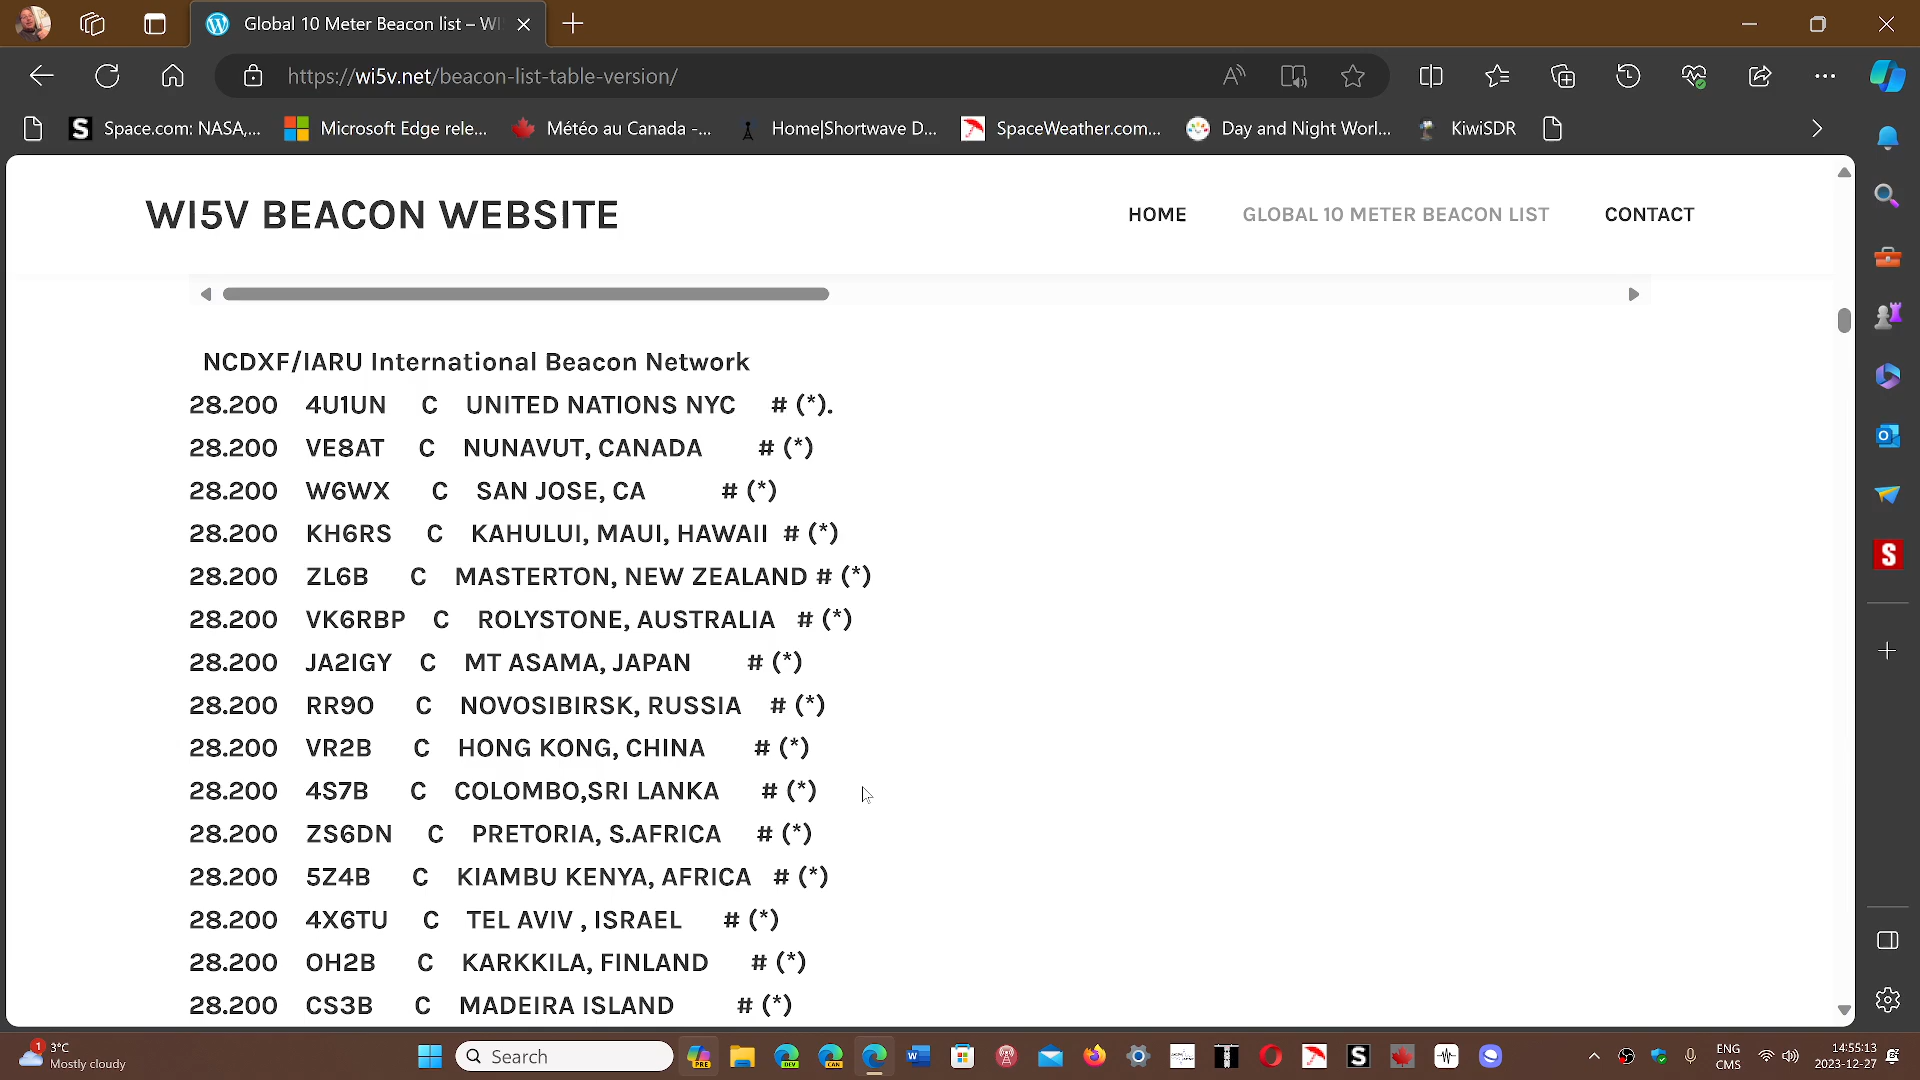 Global 10 Meter Beacon list – WI
https://wi5v.net/beacon-list-table-version/
Space.com: NASA,... Microsoft Edge rele... Météo au Canada -... Home|Shortwave D... SpaceWeather.com... Day and Night Worl... KiwiSDR
WI5V BEACON WEBSITE
HOME GLOBAL 10 METER BEACON LIST CONTACT
NCDXF/IARU International Beacon Network
28.200 4U1UN C UNITED NATIONS NYC # (*).
28.200 VE8AT C NUNAVUT, CANADA # (*)
28.200 W6WX C SAN JOSE, CA # (*)
28.200 KH6RS C KAHULUI, MAUI, HAWAII # (*)
28.200 ZL6B C MASTERTON, NEW ZEALAND # (*)
28.200 VK6RBP C ROLYSTONE, AUSTRALIA # (*)
28.200 JA2IGY C MT ASAMA, JAPAN # (*)
28.200 RR9O C NOVOSIBIRSK, RUSSIA # (*)
28.200 VR2B C HONG KONG, CHINA # (*)
28.200 4S7B C COLOMBO,SRI LANKA # (*)
28.200 ZS6DN C PRETORIA, S.AFRICA # (*)
28.200 5Z4B C KIAMBU KENYA, AFRICA # (*)
28.200 4X6TU C TEL AVIV , ISRAEL # (*)
28.200 OH2B C KARKKILA, FINLAND # (*)
28.200 CS3B C MADEIRA ISLAND # (*)
1 3°C
Mostly cloudy
Search
PRE
DEV
CAN
ENG
CMS
14:55:13
2023-12-27